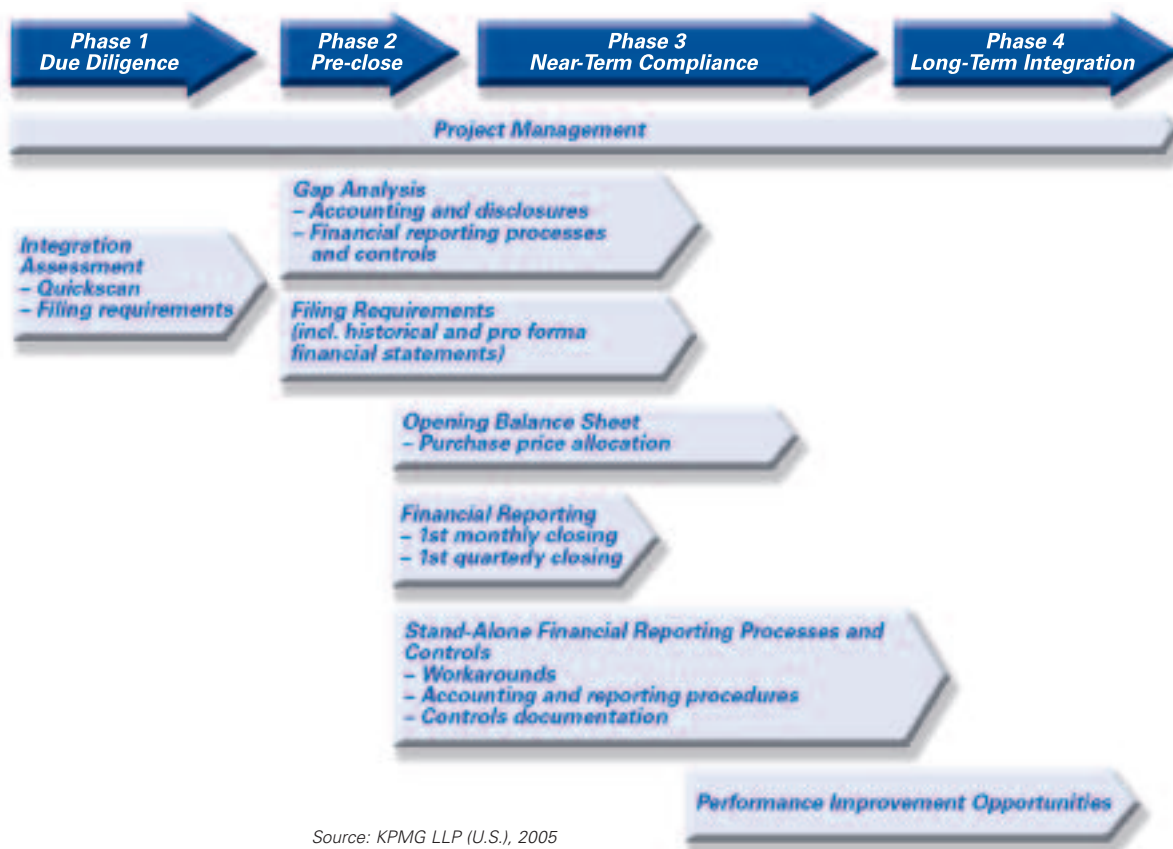 Phase 1
Due Diligence
Phase 2
Pre-close
Phase 3
Near-Term Compliance
Phase 4
Long-Term Integration
Project Management
Gap Analysis
– Accounting and disclosures
– Financial reporting processes
and controls
Integration
Assessment
– Quickscan
– Filing requirements
Filing Requirements
(incl. historical and pro forma
financial statements)
Opening Balance Sheet
– Purchase price allocation
Financial Reporting
– 1st monthly closing
– 1st quarterly closing
Stand-Alone Financial Reporting Processes and
Controls
– Workarounds
– Accounting and reporting procedures
– Controls documentation
Performance Improvement Opportunities
Source: KPMG LLP (U.S.), 2005